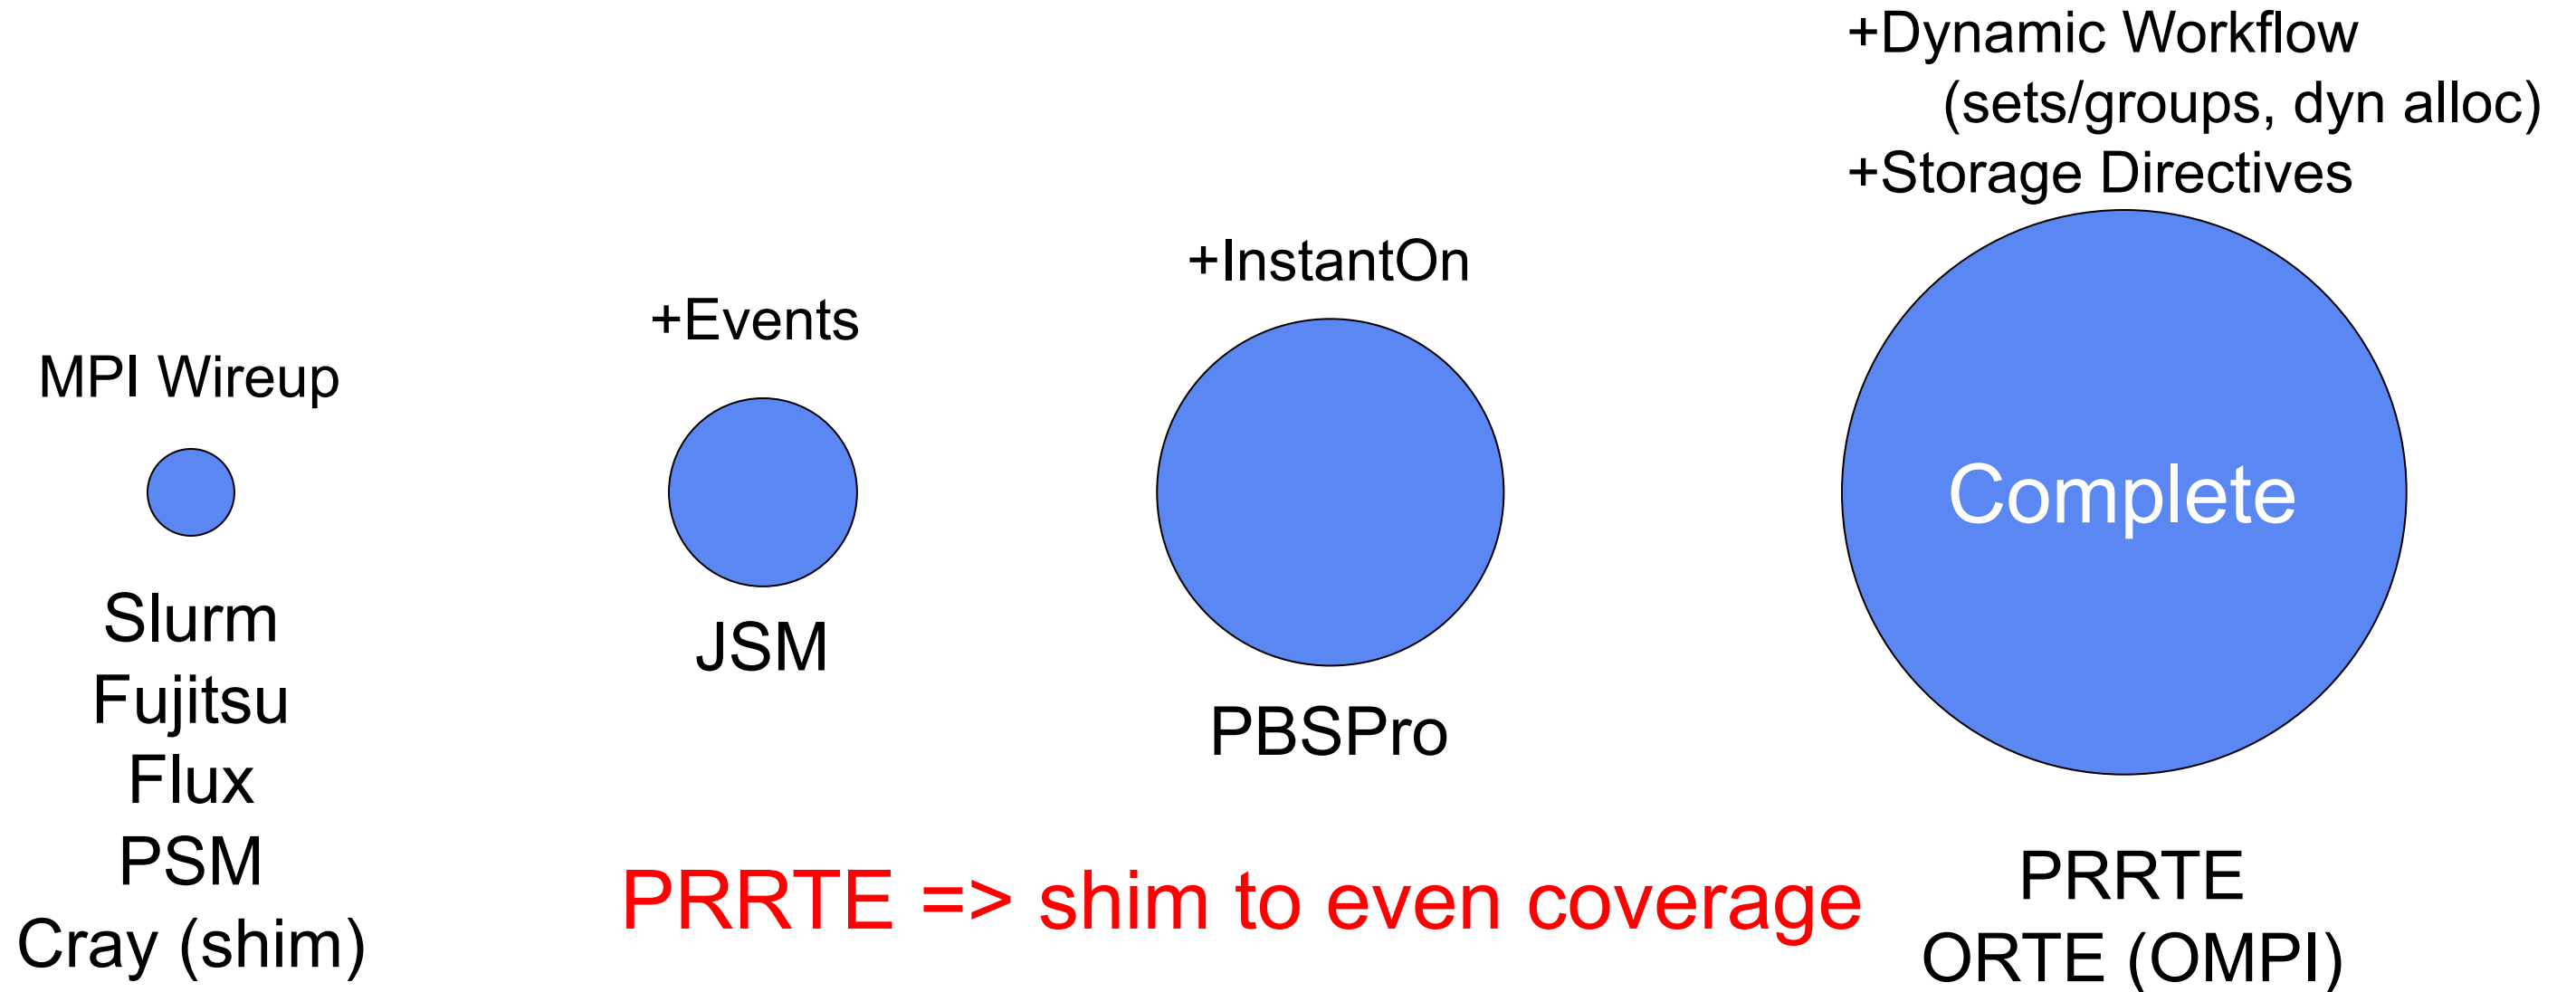 MPI Wireup
Slurm
Fujitsu
Flux
PSM
Cray (shim)
+Events
JSM
+InstantOn
PBSPro
+Dynamic Workflow
(sets/groups, dyn alloc)
+Storage Directives
Complete
PRRTE
ORTE (OMPI)
PRRTE => shim to even coverage